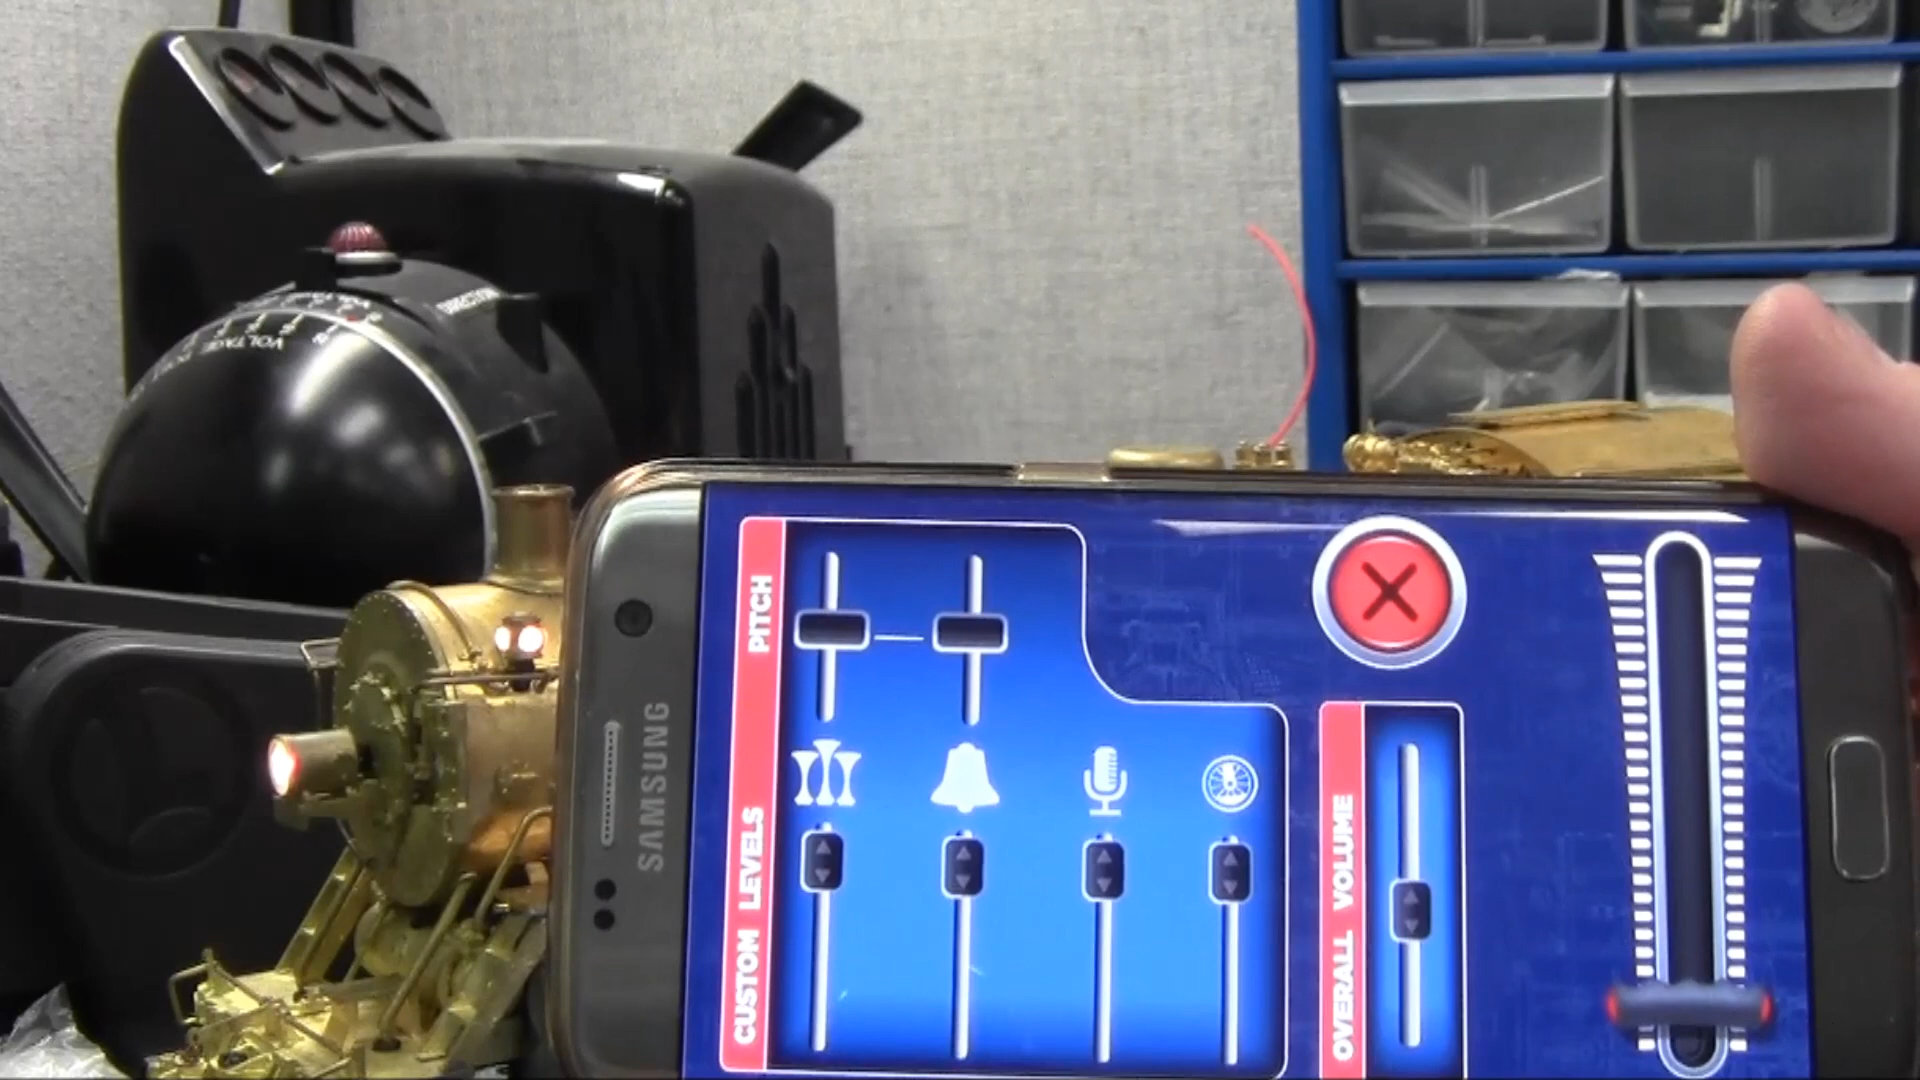 VOLTAGE
DIRECTION
SAMSUNG
PITCH
CUSTOM LEVELS
OVERALL VOLUME